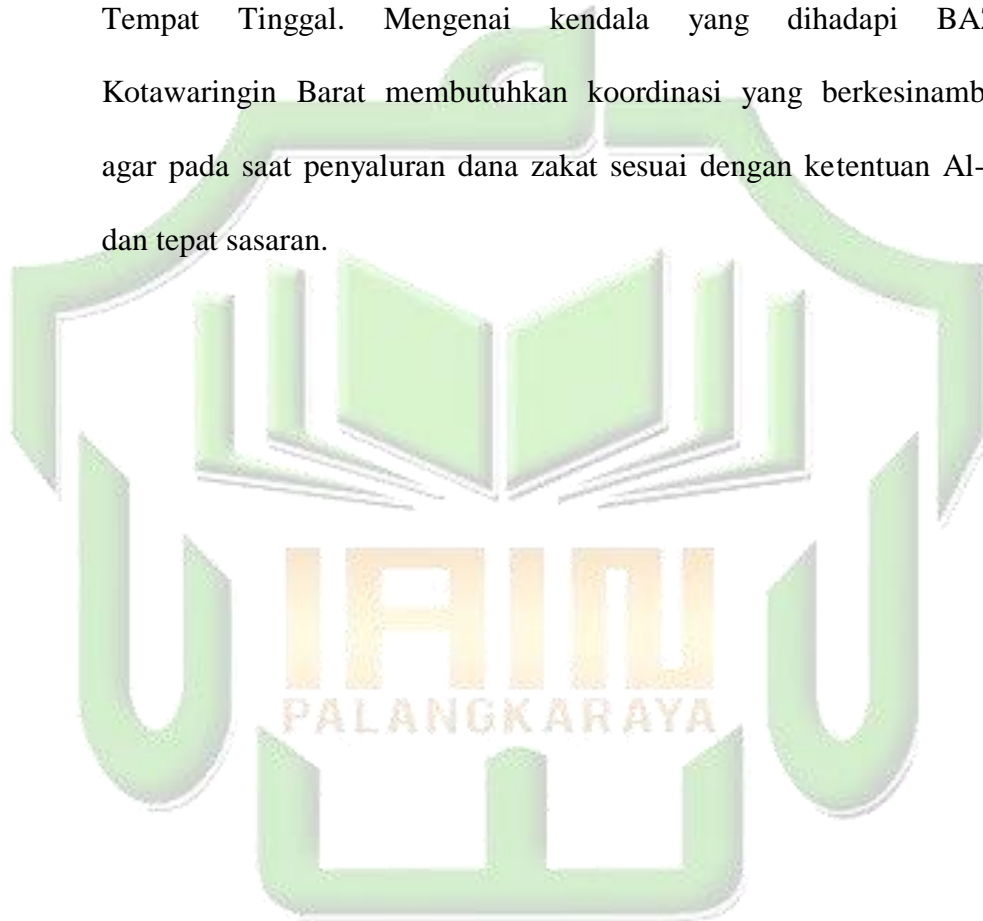 Tempat Tinggal. Mengenai kendala yang dihadapi
Kotawaringin Barat membutuhkan koordinasi yang
agar pada saat penyaluran dana zakat sesuai dengan ketentuan
dan tepat sasaran.
IAIN
PALANGKARAYA